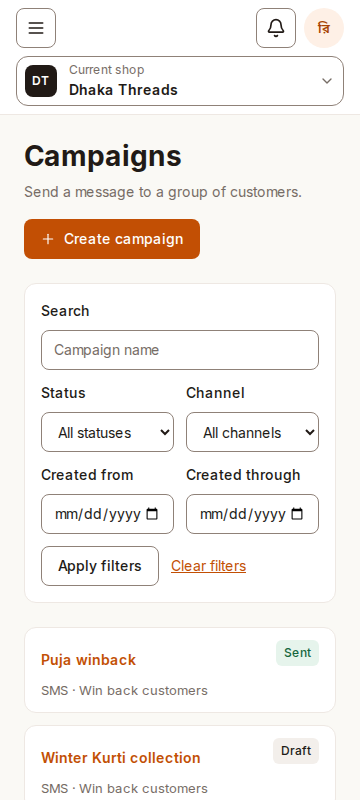 রি
Current shop
DT
Dhaka Threads
Campaigns
Send a message to a group of customers.
Create campaign
Search
Campaign name
Status
Channel
All statuses
All channels
Created from
Created through
mm/dd/yyyy
mm/dd/yyyy
Apply filters
Clear filters
Sent
Puja winback
SMS · Win back customers
Draft
Winter Kurti collection
SMS · Win back customers